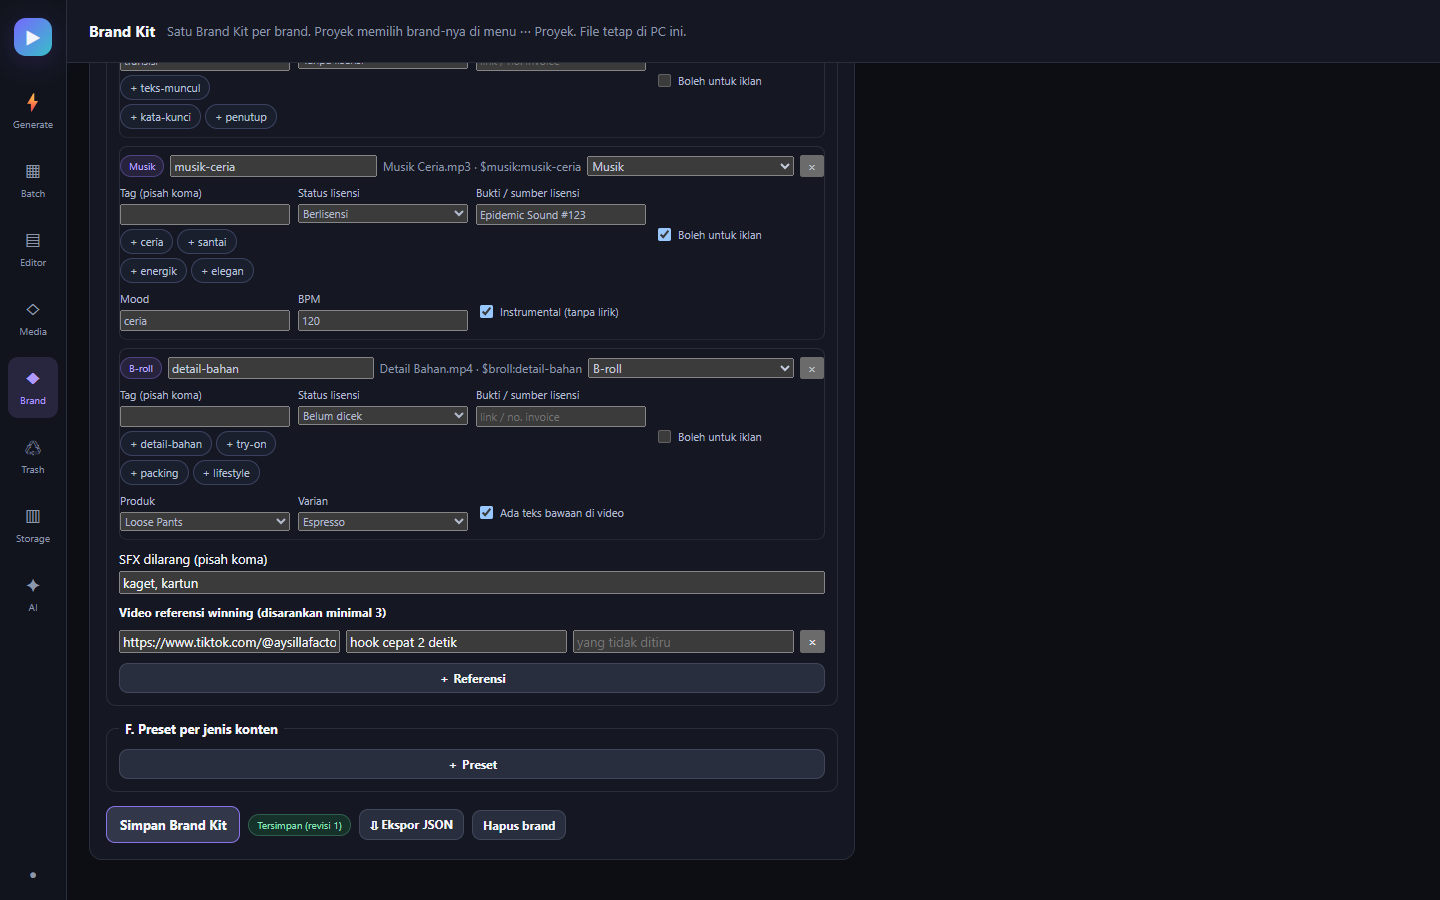 Brand Kit Satu Brand Kit per brand. Proyek memilih brand-nya di menu ··· Proyek. File tetap di PC ini.
Generate
Batch
Editor
Media
Brand
Trash
Storage
AI
+ teks-muncul
Boleh untuk iklan
+ kata-kunci + penutup
Musik musik-ceria Musik Ceria.mp3 · $musik:musik-ceria Musik ×
Tag (pisah koma) Status lisensi Bukti / sumber lisensi
Berlisensi Epidemic Sound #123
Boleh untuk iklan
+ ceria + santai
+ energik + elegan
Mood BPM
ceria 120 Instrumental (tanpa lirik)
B-roll detail-bahan Detail Bahan.mp4 · $broll:detail-bahan B-roll ×
Tag (pisah koma) Status lisensi Bukti / sumber lisensi
Belum dicek link / no. invoice
Boleh untuk iklan
+ detail-bahan + try-on
+ packing + lifestyle
Produk Varian
Loose Pants Espresso Ada teks bawaan di video
SFX dilarang (pisah koma)
kaget, kartun
Video referensi winning (disarankan minimal 3)
https://www.tiktok.com/@aysillafacto hook cepat 2 detik yang tidak ditiru ×
+ Referensi
F. Preset per jenis konten
+ Preset
Simpan Brand Kit Tersimpan (revisi 1) ⇩ Ekspor JSON Hapus brand